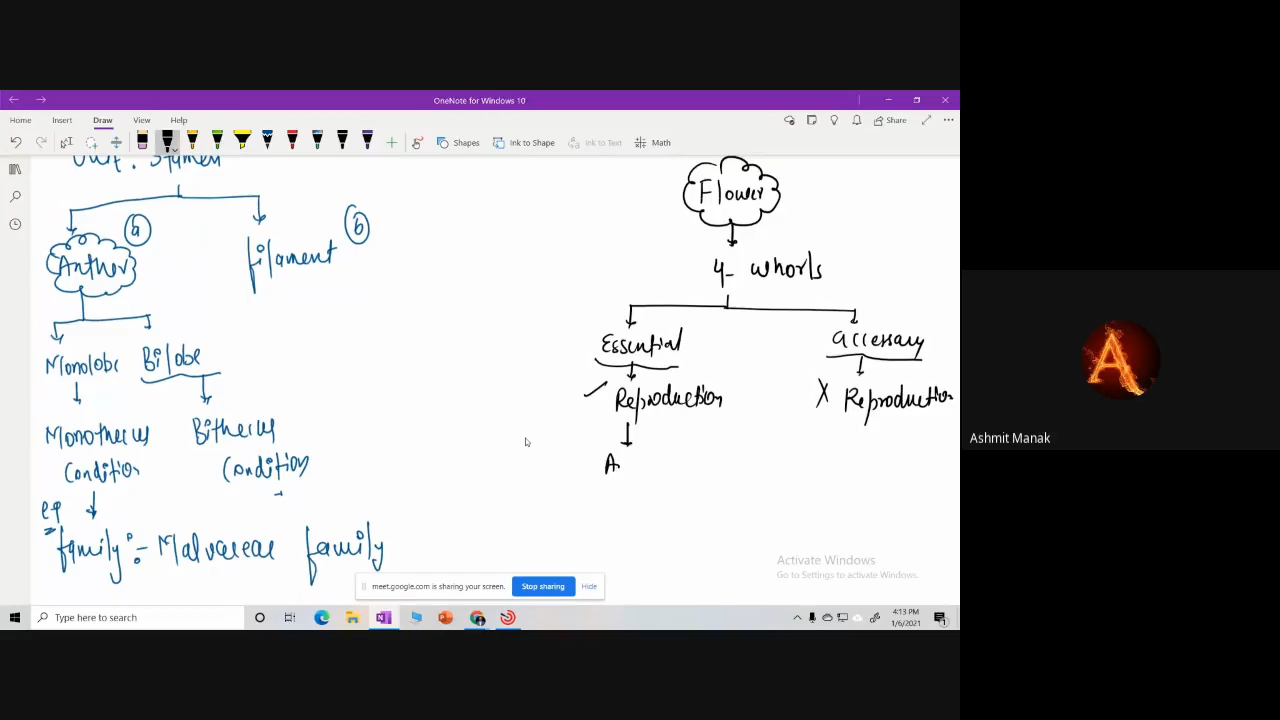 OneNote for Windows 10
Home Insert Draw View Help
Share
Shapes
Ink to Shape
Ink to Text
Math
Unit: Stamen
a
Anther
filament
b
Monolobe
Bilobe
Monothecus
Condition
Bithecus
Condition
eg
family:- Malvaceae family
Flower
4- whorls
Essential
accessary
Reproduction
X Reproduction
A
Ashmit Manak
A
Activate Windows
Go to Settings to activate Windows.
meet.google.com is sharing your screen. Stop sharing Hide
Type here to search
4:13 PM
1/6/2021